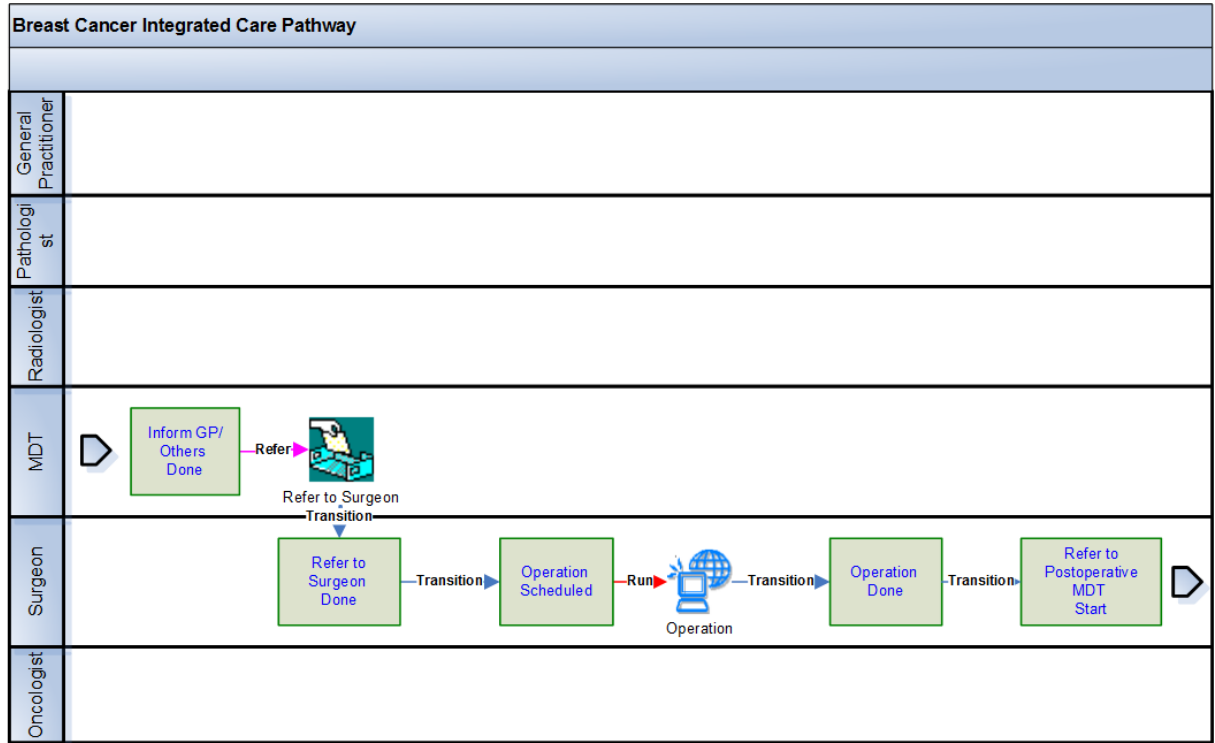 Breast Cancer Integrated Care Pathway
General
Practitioner
Pathologi
st
Radiologist
MDT
Inform GP/
Others
Done
Refer
Refer to Surgeon
Transition
Surgeon
Refer to
Surgeon
Done
Transition
Operation
Scheduled
Run
Operation
Transition
Operation
Done
Transition
Refer to
Postoperative
MDT
Start
Oncologist